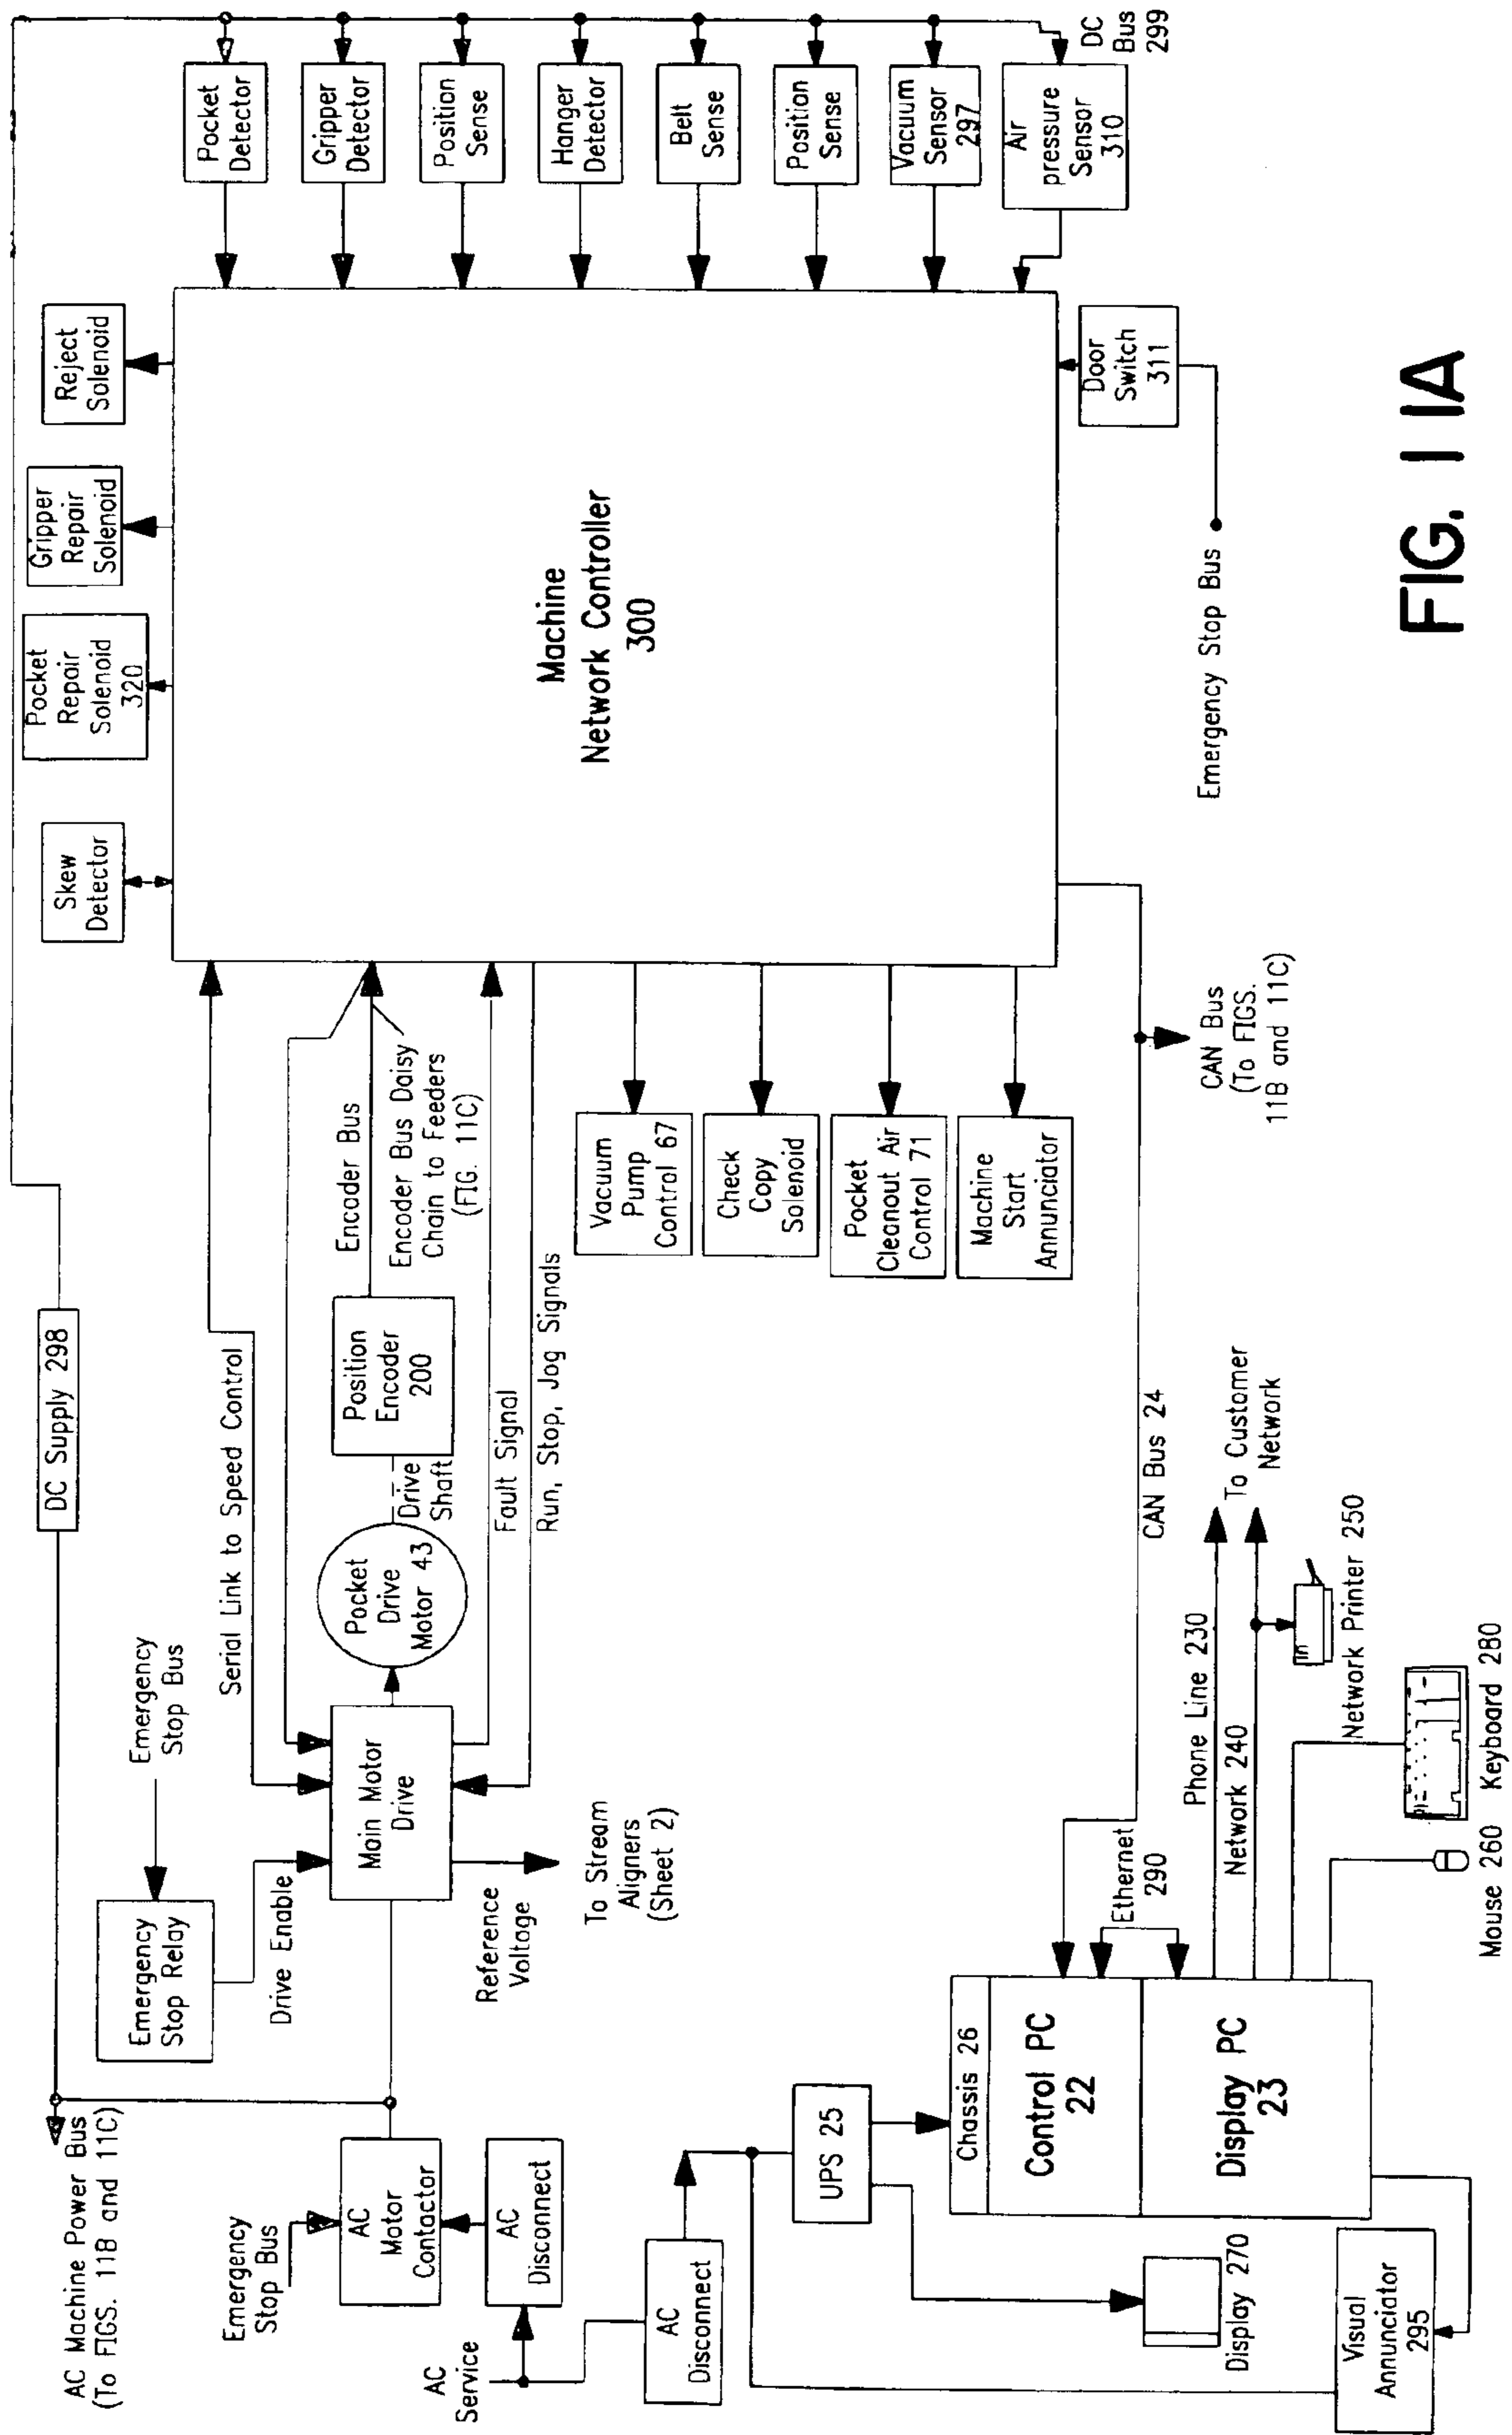 AC Machine Power Bus
(To FIGS. 11B and 11C)
DC Supply 298
Emergency
Stop Bus
Emergency
Stop Relay
Drive Enable
Serial Link to Speed Control
Emergency
Stop Bus
AC
Motor
Contactor
AC
Disconnect
AC
Service
AC
Disconnect
Main Motor
Drive
Reference
Voltage
To Stream
Aligners
(Sheet 2)
Pocket
Drive
Motor 43
Drive
Shaft
Position
Encoder
200
Encoder Bus
Encoder Bus Daisy
Chain to Feeders
(FIG. 11C)
Fault Signal
Run, Stop, Jog Signals
Vacuum
Pump
Control 67
Check
Copy
Solenoid
Pocket
Cleanout Air
Control 71
Machine
Start
Annunciator
Skew
Detector
Pocket
Repair
Solenoid
320
Gripper
Repair
Solenoid
Reject
Solenoid
Machine
Network Controller
300
Pocket
Detector
Gripper
Detector
Position
Sense
Hanger
Detector
Belt
Sense
Position
Sense
Vacuum
Sensor
297
Air
pressure
Sensor
310
DC
Bus
299
Door
Switch
311
Emergency Stop Bus
CAN Bus
(To FIGS.
11B and 11C)
CAN Bus 24
UPS 25
Chassis 26
Control PC
22
Display PC
23
Ethernet
290
Phone Line 230
Network 240
To Customer
Network
Network Printer 250
Display 270
Visual
Annunciator
295
Mouse 260
Keyboard 280
FIG. 11A